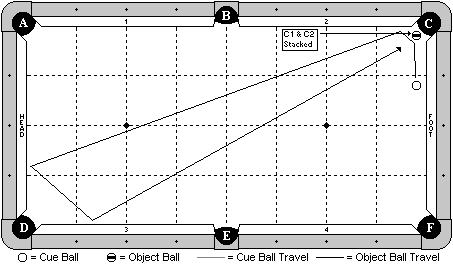 A B C
1 2
C1 & C2
Stacked
HEAD
FOOT
D E F
3 4
= Cue Ball = Object Ball = Cue Ball Travel = Object Ball Travel